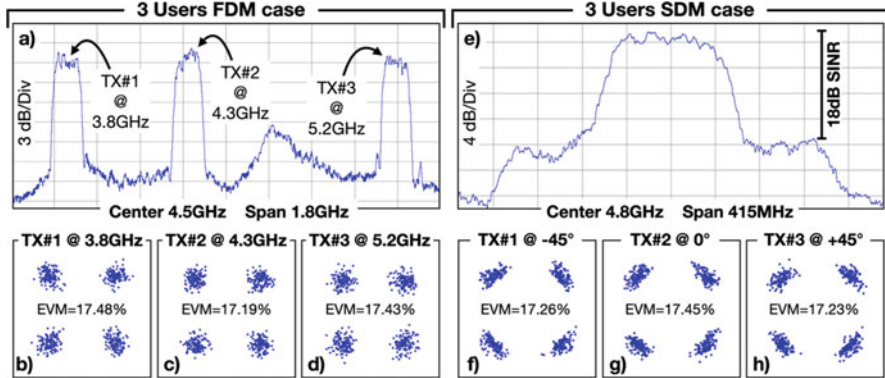 3 Users FDM case
3 Users SDM case
a)
TX#1
@
3.8GHz
TX#2
@
4.3GHz
TX#3
@
5.2GHz
3 dB/Div
Center 4.5GHz Span 1.8GHz
e)
18dB SINR
4 dB/Div
Center 4.8GHz Span 415MHz
TX#1 @ 3.8GHz
EVM=17.48%
b)
TX#2 @ 4.3GHz
EVM=17.19%
c)
TX#3 @ 5.2GHz
EVM=17.43%
d)
TX#1 @ -45°
EVM=17.26%
f)
TX#2 @ 0°
EVM=17.45%
g)
TX#3 @ +45°
EVM=17.23%
h)